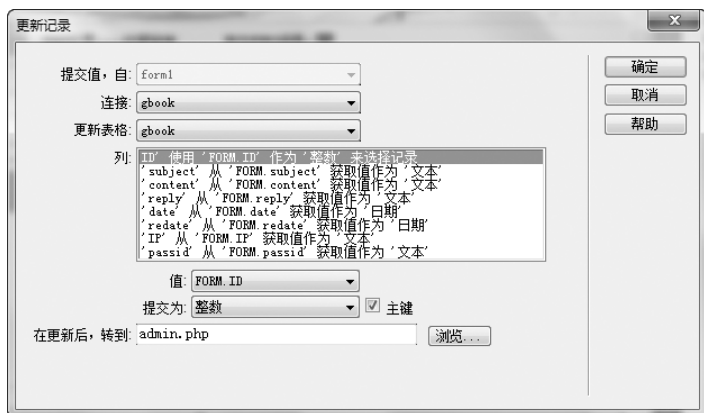 更新记录
提交值，自: form1
确定
连接: gbook
取消
更新表格: gbook
帮助
列: ID' 使用 'FORM.ID' 作为 '整数' 来选择记录
'subject' 从 'FORM.subject' 获取值作为 '文本'
'content' 从 'FORM.content' 获取值作为 '文本'
'reply' 从 'FORM.reply' 获取值作为 '文本'
'date' 从 'FORM.date' 获取值作为 '日期'
'redate' 从 'FORM.redate' 获取值作为 '日期'
'IP' 从 'FORM.IP' 获取值作为 '文本'
'passid' 从 'FORM.passid' 获取值作为 '文本'
值: FORM.ID
提交为: 整数 主键
在更新后，转到: admin.php 浏览...